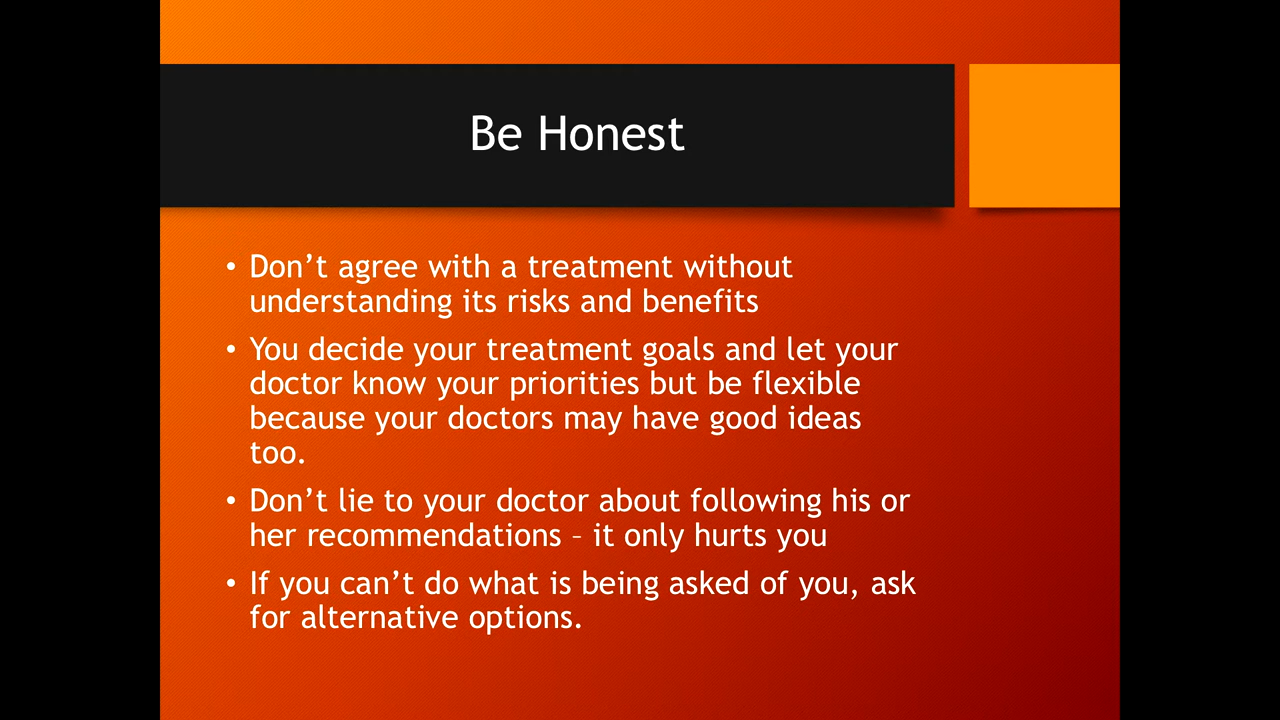 Be Honest
• Don’t agree with a treatment without
understanding its risks and benefits
• You decide your treatment goals and let your
doctor know your priorities but be flexible
because your doctors may have good ideas
too.
• Don’t lie to your doctor about following his or
her recommendations – it only hurts you
• If you can’t do what is being asked of you, ask
for alternative options.